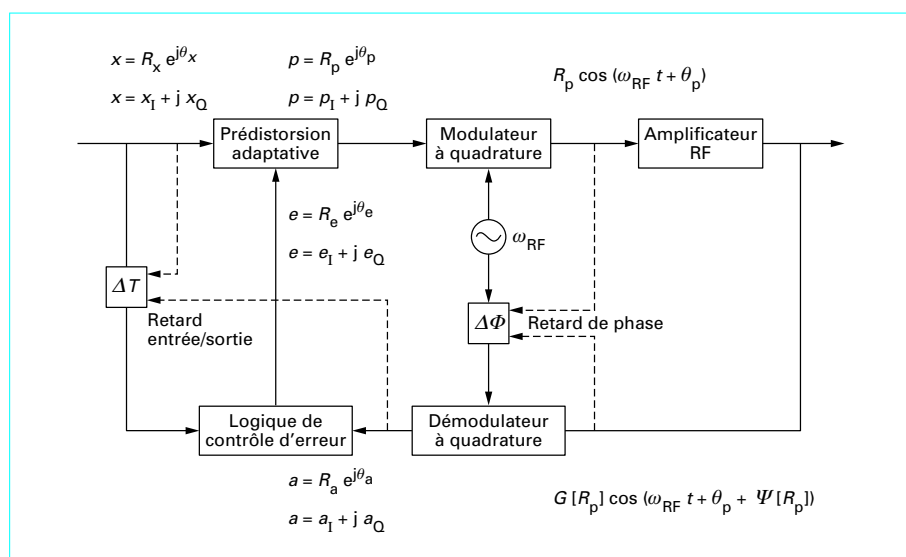 x = R_x e^{jθ_x}
x = x_I + j x_Q
p = R_p e^{jθ_p}
p = p_I + j p_Q
R_p cos (ω_RF t + θ_p)
Prédistorsion
adaptative
Modulateur
à quadrature
Amplificateur
RF
e = R_e e^{jθ_e}
e = e_I + j e_Q
ω_RF
ΔT
Retard
entrée/sortie
ΔΦ
Retard de phase
Logique de
contrôle d'erreur
Démodulateur
à quadrature
a = R_a e^{jθ_a}
a = a_I + j a_Q
G [R_p] cos (ω_RF t + θ_p + Ψ [R_p])